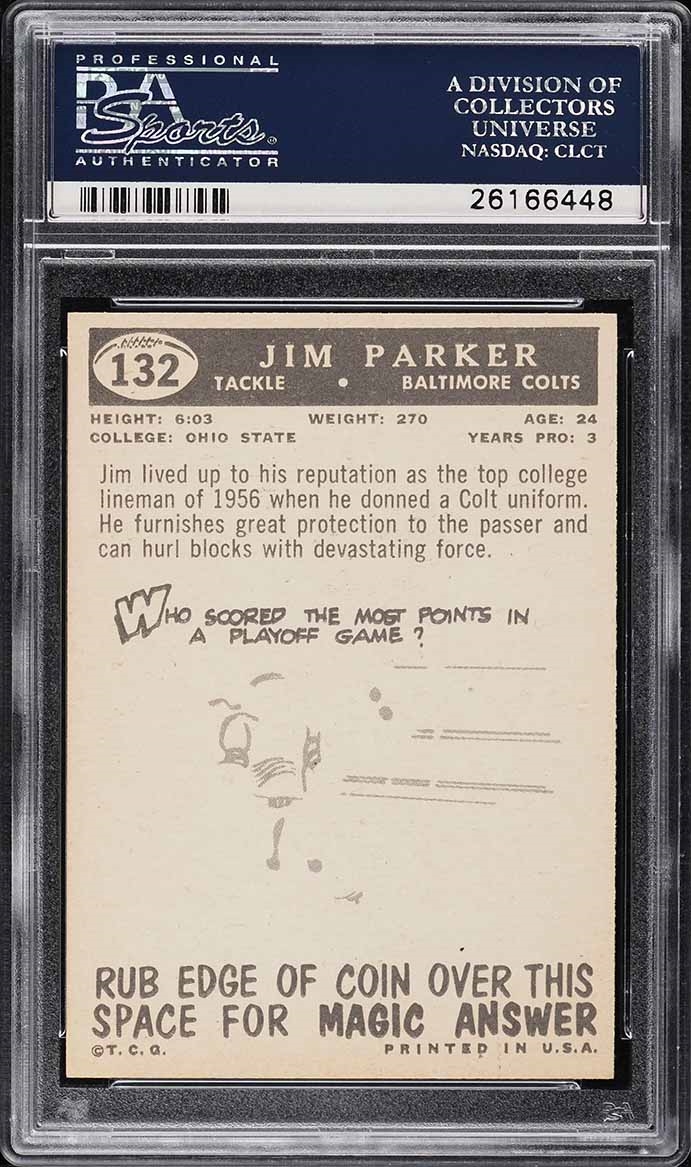 PROFESSIONAL
PSA
Sports
AUTHENTICATOR
A DIVISION OF
COLLECTORS
UNIVERSE
NASDAQ: CLCT
26166448
132
JIM PARKER
TACKLE • BALTIMORE COLTS
HEIGHT: 6:03 WEIGHT: 270 AGE: 24
COLLEGE: OHIO STATE YEARS PRO: 3
Jim lived up to his reputation as the top college
lineman of 1956 when he donned a Colt uniform.
He furnishes great protection to the passer and
can hurl blocks with devastating force.
WHO SCORED THE MOST POINTS IN
A PLAYOFF GAME?
RUB EDGE OF COIN OVER THIS
SPACE FOR MAGIC ANSWER
©T.C.G. PRINTED IN U.S.A.
PSA